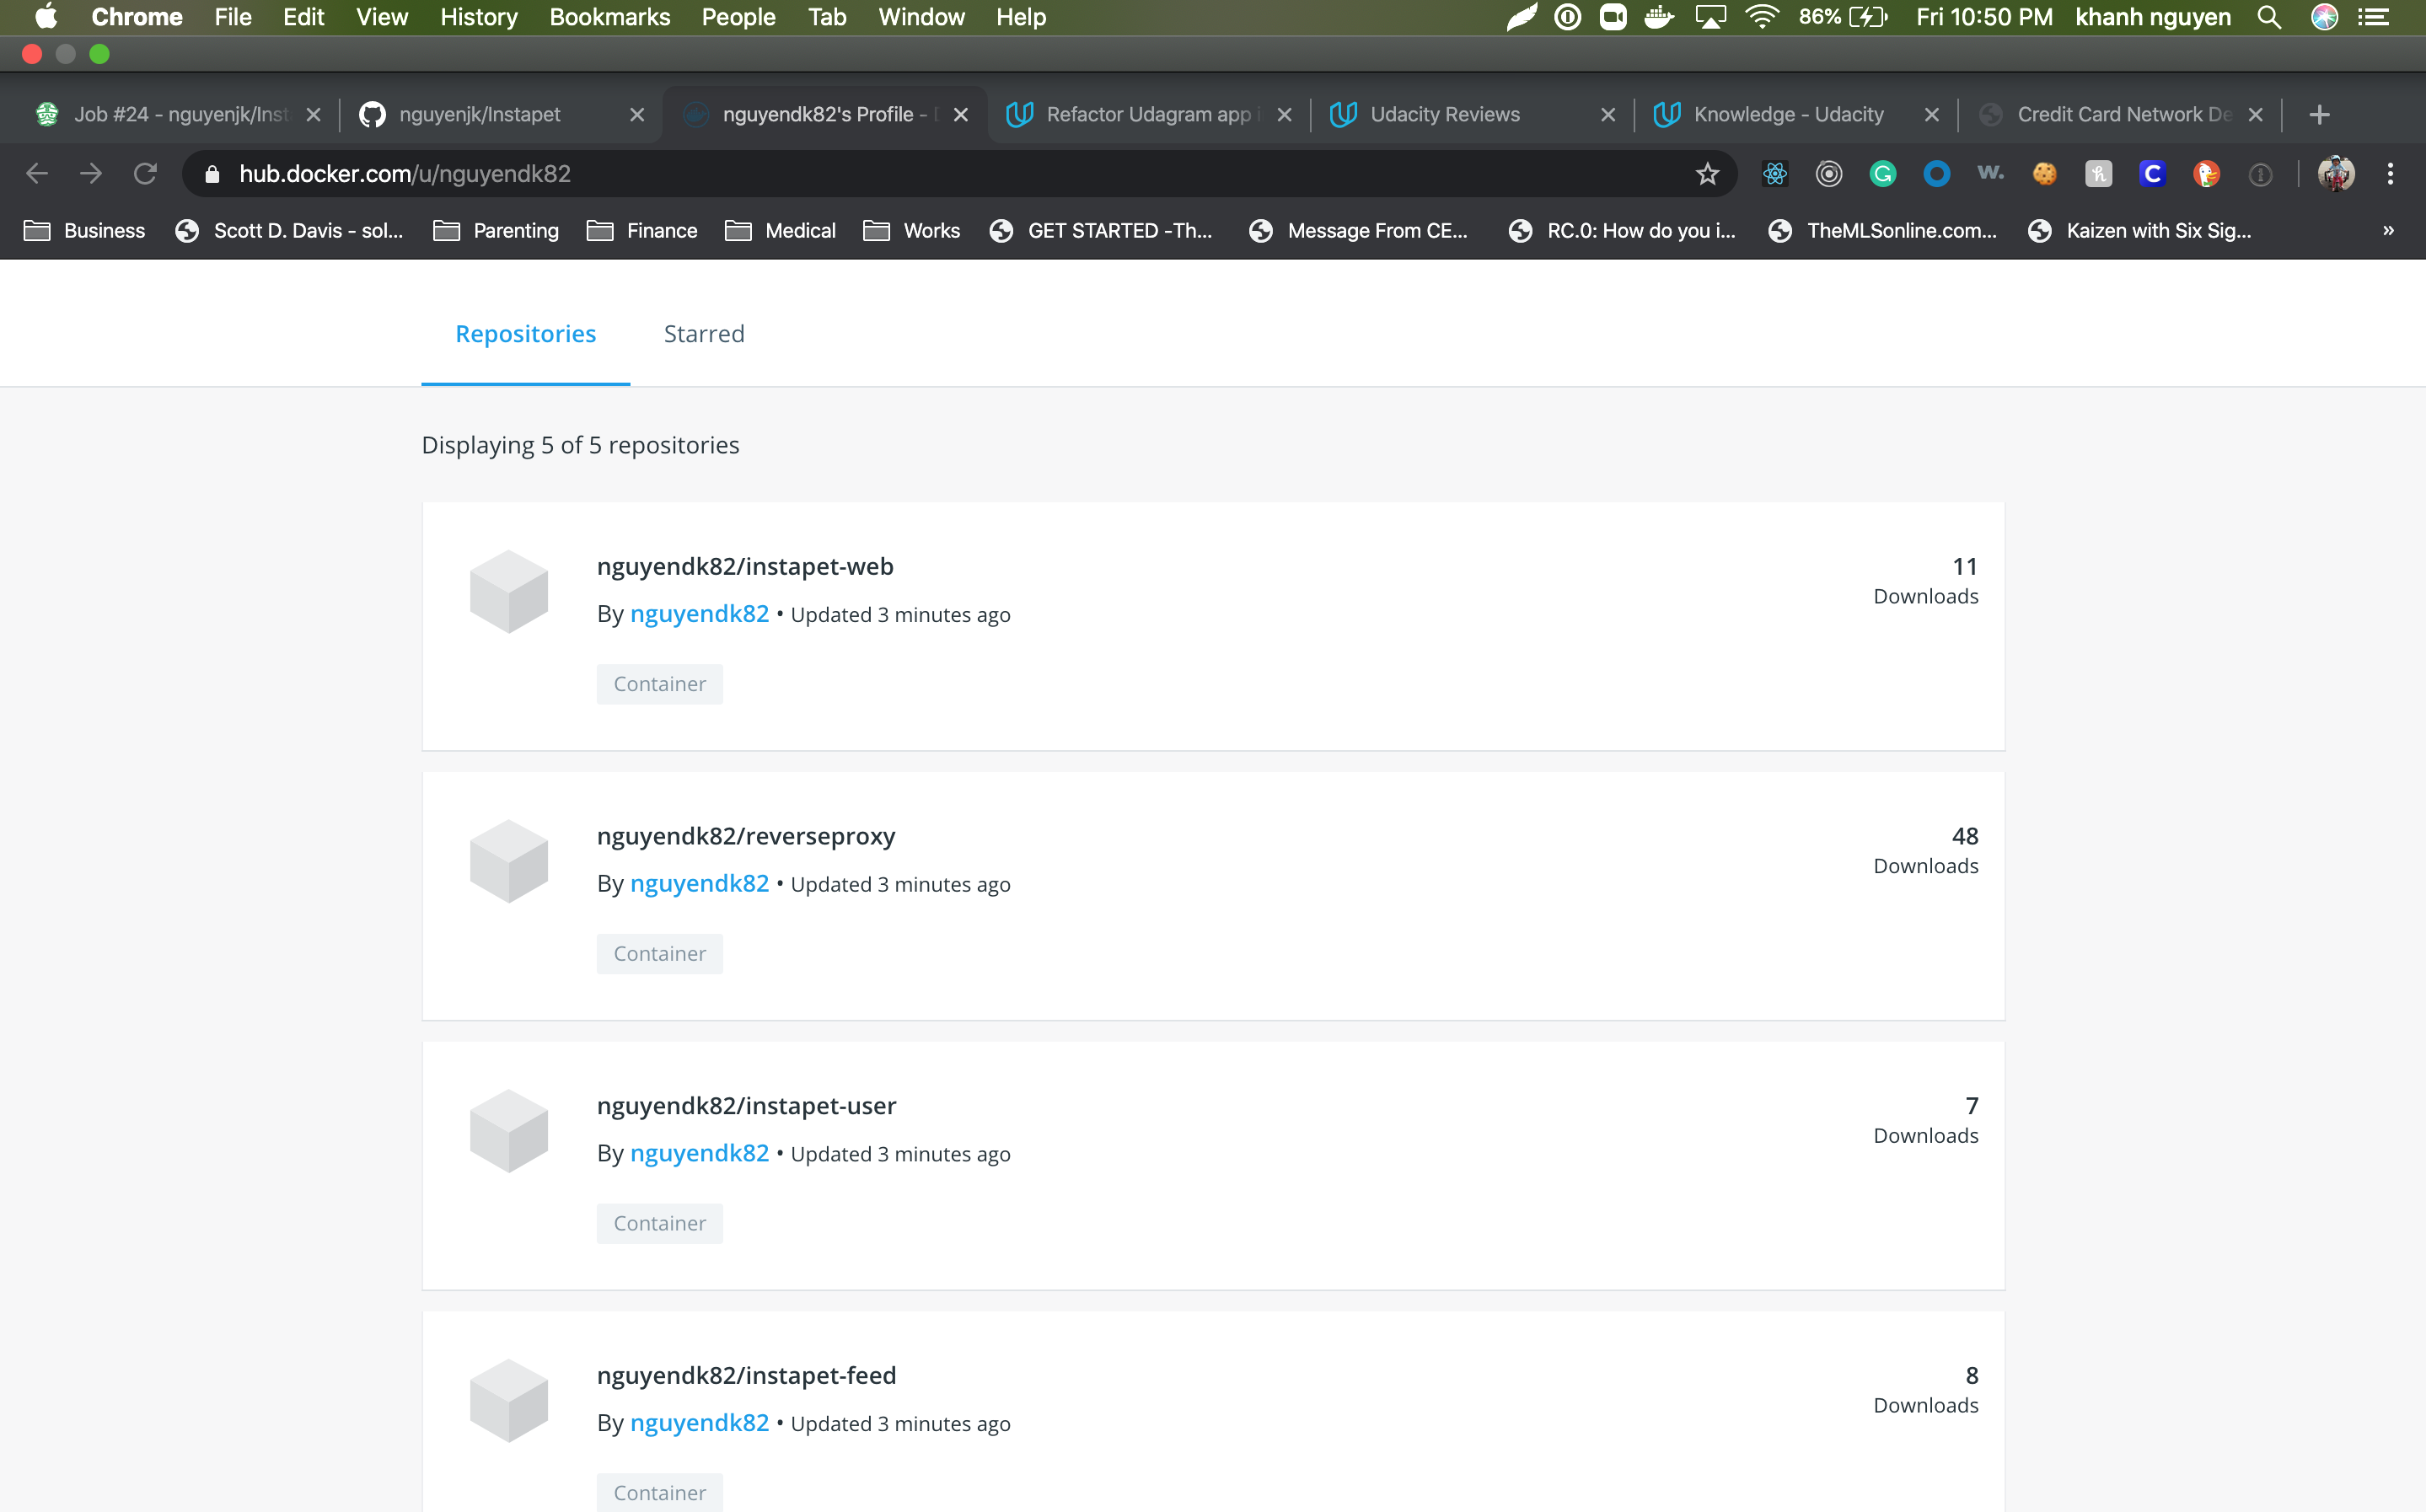 Chrome File Edit View History Bookmarks People Tab Window Help 86% Fri 10:50 PM khanh nguyen
Job #24 - nguyenjk/Inst nguyenjk/Instapet nguyendk82's Profile - Refactor Udagram app Udacity Reviews Knowledge - Udacity Credit Card Network De
hub.docker.com/u/nguyendk82
Business Scott D. Davis - sol... Parenting Finance Medical Works GET STARTED -Th... Message From CE... RC.0: How do you i... TheMLSonline.com... Kaizen with Six Sig... »
Repositories Starred
Displaying 5 of 5 repositories
nguyendk82/instapet-web
11
By nguyendk82 • Updated 3 minutes ago
Downloads
Container
nguyendk82/reverseproxy
48
By nguyendk82 • Updated 3 minutes ago
Downloads
Container
nguyendk82/instapet-user
7
By nguyendk82 • Updated 3 minutes ago
Downloads
Container
nguyendk82/instapet-feed
8
By nguyendk82 • Updated 3 minutes ago
Downloads
Container